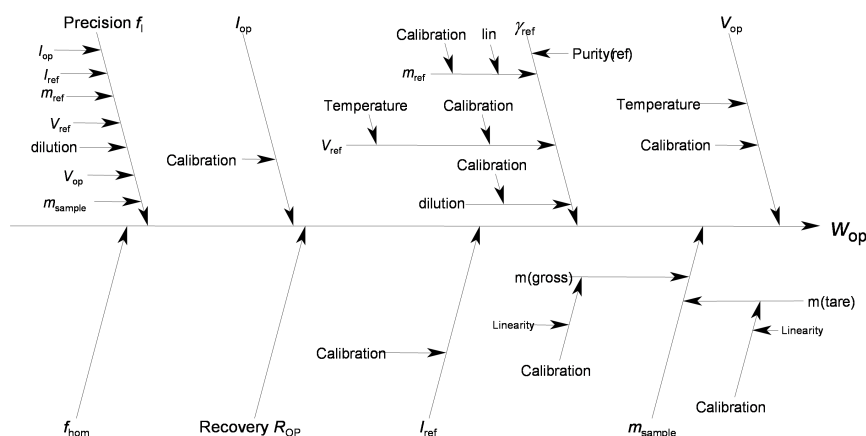 Precision f_I
I_op
I_ref
m_ref
V_ref
dilution
V_op
m_sample
I_op
Calibration
γ_ref
Purity(ref)
Calibration
lin
m_ref
Temperature
Calibration
V_ref
Calibration
dilution
V_op
Temperature
Calibration
W_op
f_hom
Recovery R_OP
I_ref
Calibration
m_sample
m(gross)
Linearity
Calibration
m(tare)
Linearity
Calibration